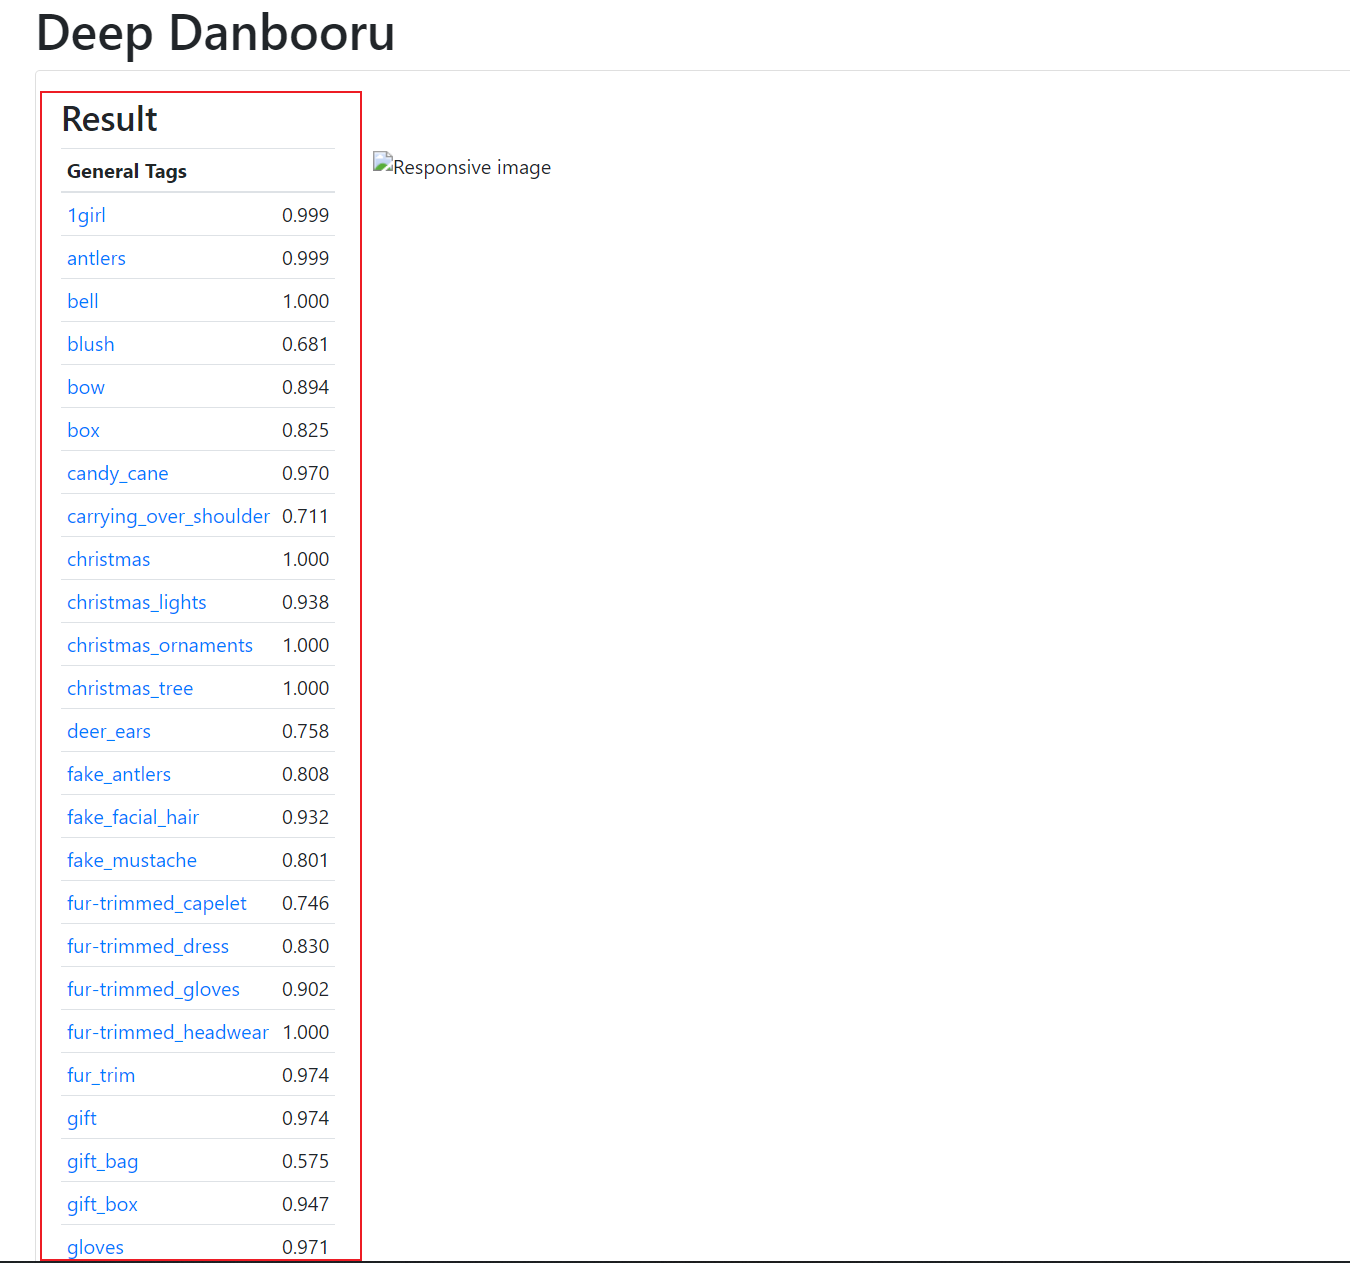 Deep Danbooru
Result
General Tags
Responsive image
1girl 0.999
antlers 0.999
bell 1.000
blush 0.681
bow 0.894
box 0.825
candy_cane 0.970
carrying_over_shoulder 0.711
christmas 1.000
christmas_lights 0.938
christmas_ornaments 1.000
christmas_tree 1.000
deer_ears 0.758
fake_antlers 0.808
fake_facial_hair 0.932
fake_mustache 0.801
fur-trimmed_capelet 0.746
fur-trimmed_dress 0.830
fur-trimmed_gloves 0.902
fur-trimmed_headwear 1.000
fur_trim 0.974
gift 0.974
gift_bag 0.575
gift_box 0.947
gloves 0.971